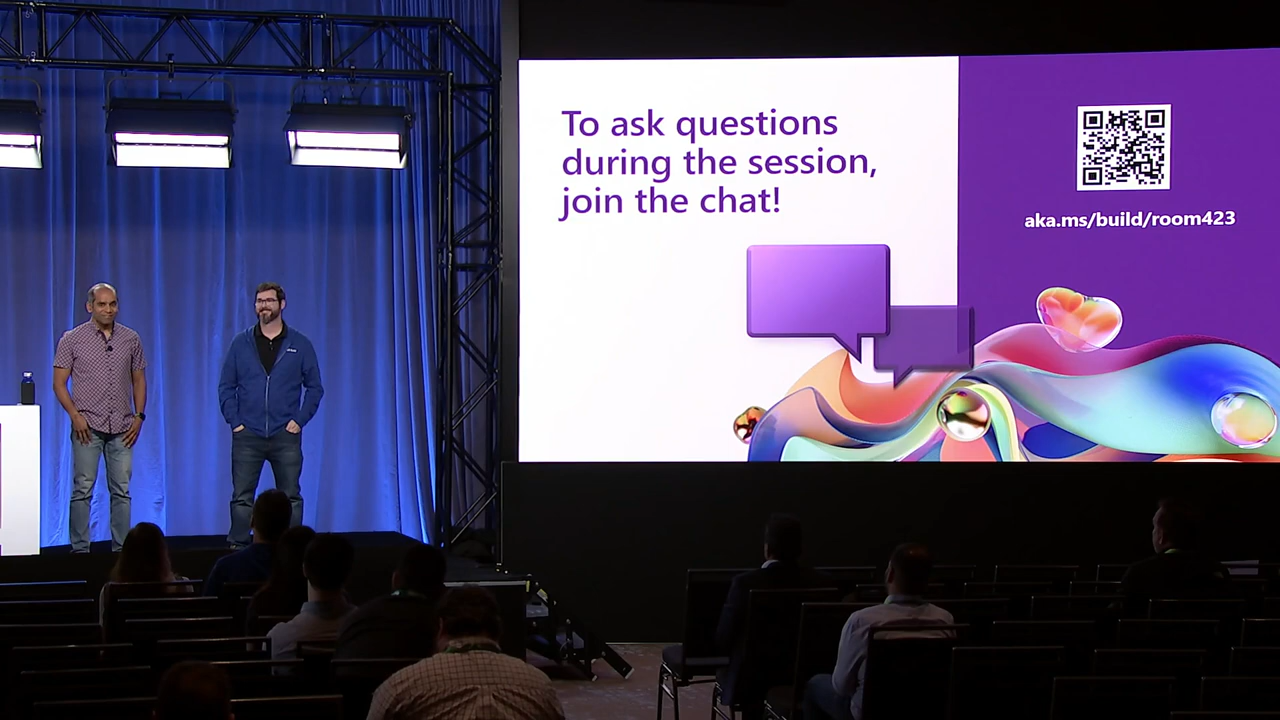 To ask questions
during the session,
join the chat!
aka.ms/build/room423